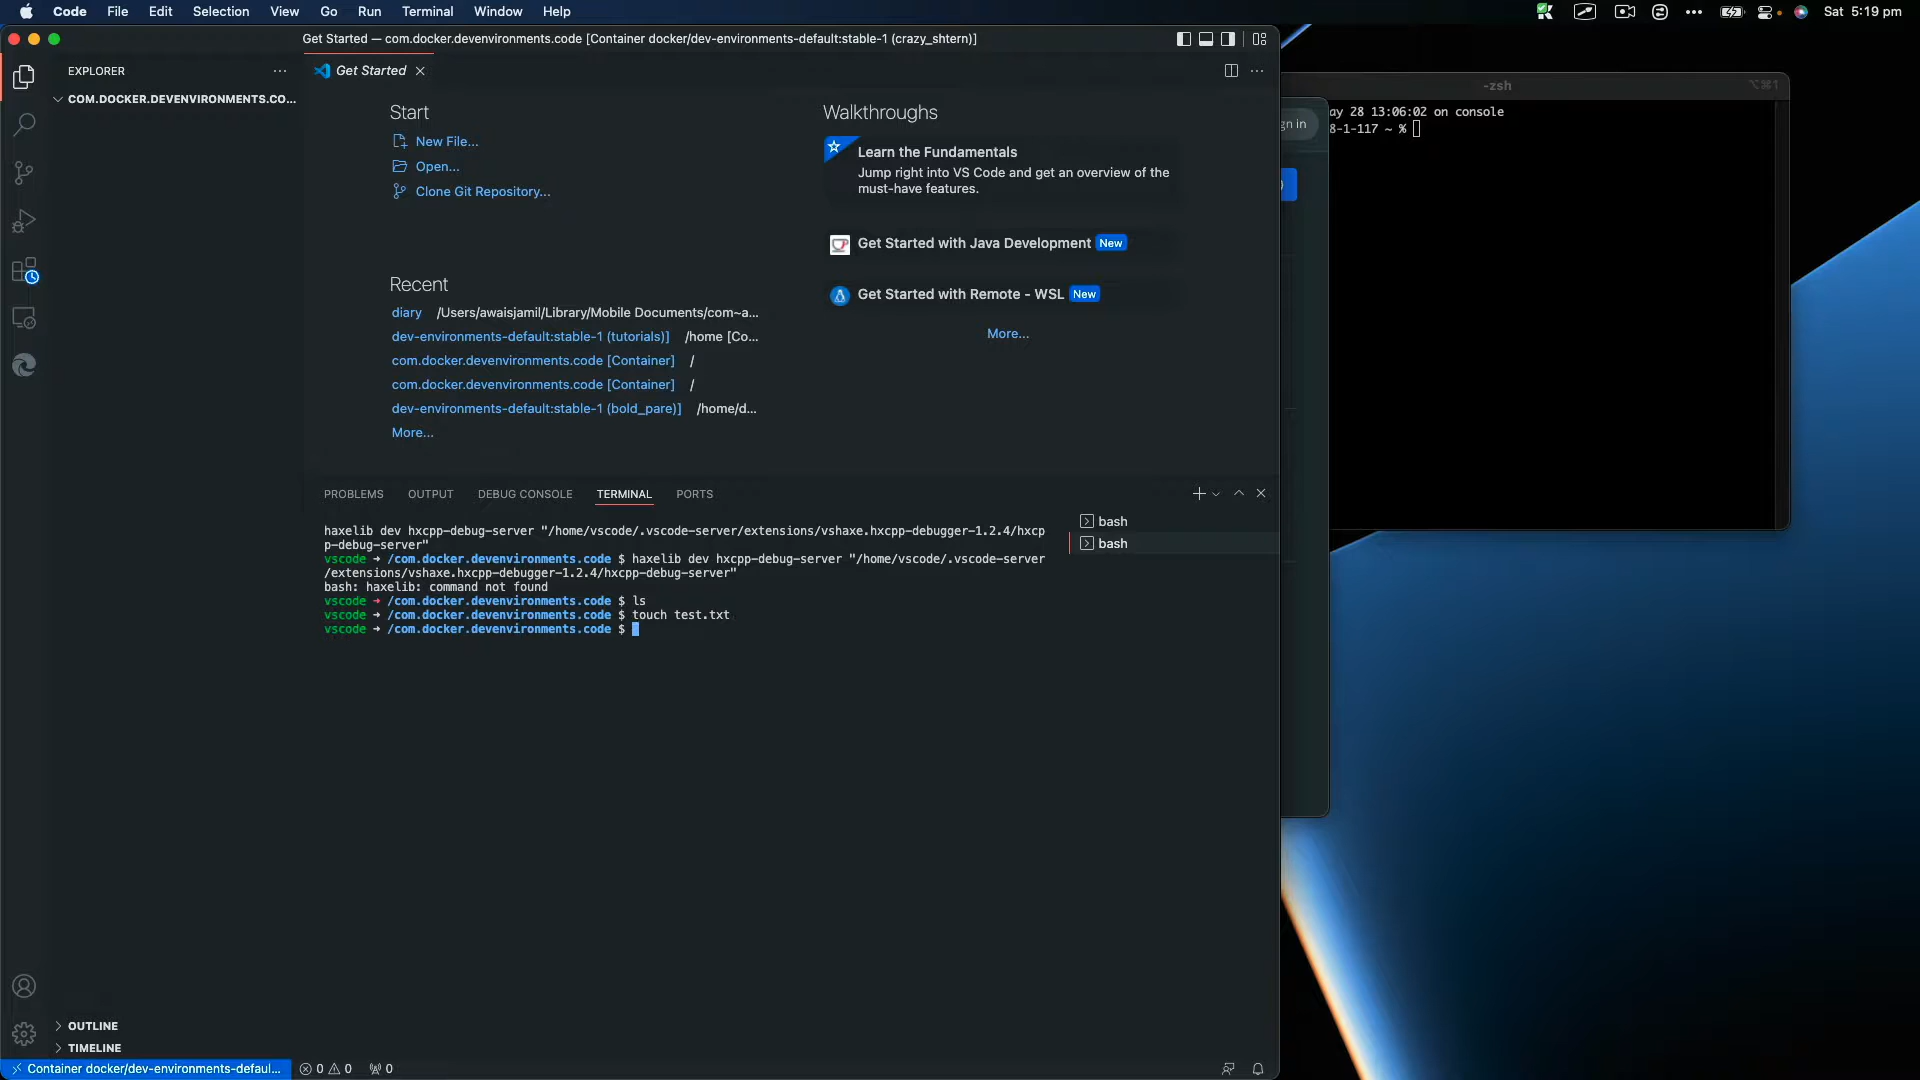 Code File Edit Selection View Go Run Terminal Window Help
Sat 5:19 pm
Get Started — com.docker.devenvironments.code [Container docker/dev-environments-default:stable-1 (crazy_shtern)]
EXPLORER
COM.DOCKER.DEVENVIRONMENTS.CO...
Get Started
Start
New File...
Open...
Clone Git Repository...
Recent
diary /Users/awaisjamil/Library/Mobile Documents/com~a...
dev-environments-default:stable-1 (tutorials)] /home [Co...
com.docker.devenvironments.code [Container] /
com.docker.devenvironments.code [Container] /
dev-environments-default:stable-1 (bold_pare)] /home/d...
More...
Walkthroughs
Learn the Fundamentals
Jump right into VS Code and get an overview of the
must-have features.
Get Started with Java Development New
Get Started with Remote - WSL New
More...
PROBLEMS OUTPUT DEBUG CONSOLE TERMINAL PORTS
haxelib dev hxcpp-debug-server "/home/vscode/.vscode-server/extensions/vshaxe.hxcpp-debugger-1.2.4/hxcp
p-debug-server"
vscode ➜ /com.docker.devenvironments.code $ haxelib dev hxcpp-debug-server "/home/vscode/.vscode-server
/extensions/vshaxe.hxcpp-debugger-1.2.4/hxcpp-debug-server"
bash: haxelib: command not found
vscode ➜ /com.docker.devenvironments.code $ ls
vscode ➜ /com.docker.devenvironments.code $ touch test.txt
vscode ➜ /com.docker.devenvironments.code $
bash
bash
OUTLINE
TIMELINE
Container docker/dev-environments-defaul... 0 0 0
-zsh
⌥⌘1
ay 28 13:06:02 on console
8-1-117 ~ %
gn in